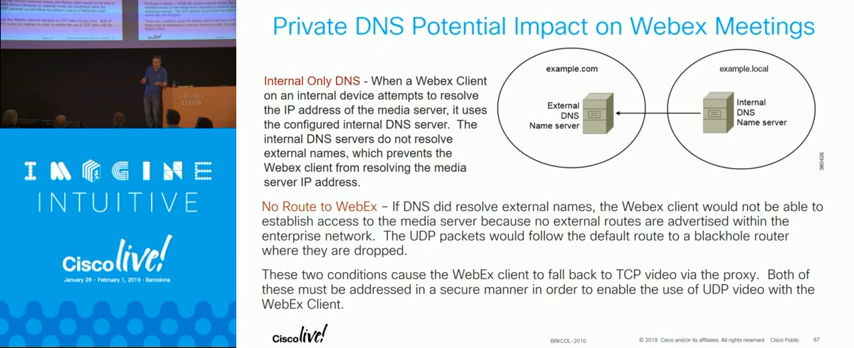 Private DNS Potential Impact on Webex Meetings
Internal Only DNS - When a Webex Client
on an internal device attempts to resolve
the IP address of the media server, it uses
the configured internal DNS server. The
internal DNS servers do not resolve
external names, which prevents the
Webex client from resolving the media
server IP address.
example.com
External
DNS
Name server
example.local
Internal
DNS
Name server
380426
No Route to WebEx – If DNS did resolve external names, the Webex client would not be able to
establish access to the media server because no external routes are advertised within the
enterprise network. The UDP packets would follow the default route to a blackhole router
where they are dropped.
These two conditions cause the WebEx client to fall back to TCP video via the proxy. Both of
these must be addressed in a secure manner in order to enable the use of UDP video with the
WebEx Client.
Cisco live!
BRKCOL-2010
© 2019 Cisco and/or its affiliates. All rights reserved. Cisco Public
87
IMAGINE
INTUITIVE
Cisco live!
January 28 - February 1, 2019 - Barcelona
CISCO